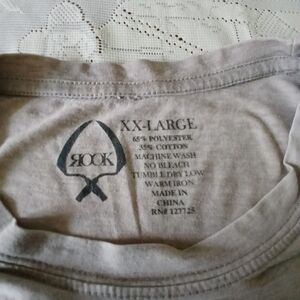 ROOK
XX-LARGE
65% POLYESTER
35% COTTON
MACHINE WASH
NO BLEACH
TUMBLE DRY LOW
WARM IRON
MADE IN
CHINA
RN# 127725